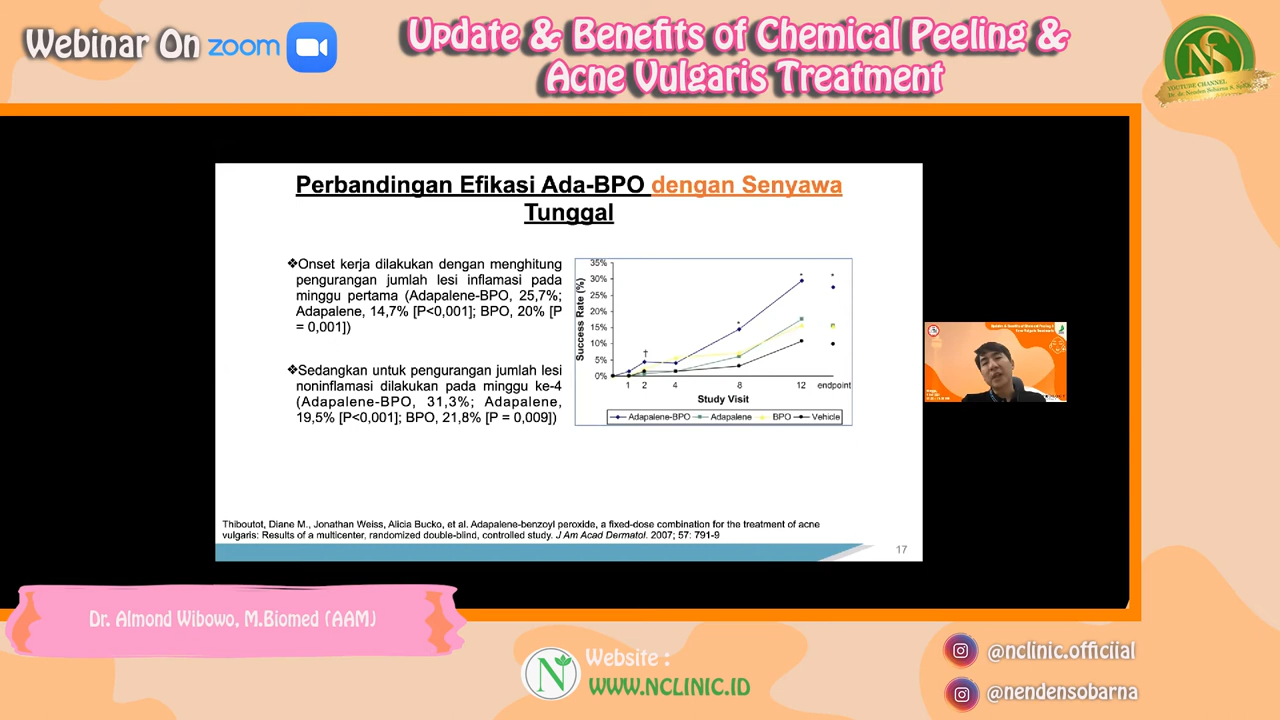 Webinar On zoom
Update & Benefits of Chemical Peeling &
Acne Vulgaris Treatment
NS
YOUTUBE CHANNEL
Perbandingan Efikasi Ada-BPO dengan Senyawa
Tunggal
❖Onset kerja dilakukan dengan menghitung
pengurangan jumlah lesi inflamasi pada
minggu pertama (Adapalene-BPO, 25,7%;
Adapalene, 14,7% [P<0,001]; BPO, 20% [P
= 0,001])
❖Sedangkan untuk pengurangan jumlah lesi
noninflamasi dilakukan pada minggu ke-4
(Adapalene-BPO, 31,3%; Adapalene,
19,5% [P<0,001]; BPO, 21,8% [P = 0,009])
Success Rate (%)
35%
30%
25%
20%
15%
10%
5%
0%
* * * †
1 2 4 8 12 endpoint
Study Visit
Adapalene-BPO Adapalene BPO Vehicle
Thiboutot, Diane M., Jonathan Weiss, Alicia Bucko, et al. Adapalene-benzoyl peroxide, a fixed-dose combination for the treatment of acne
vulgaris: Results of a multicenter, randomized double-blind, controlled study. J Am Acad Dermatol. 2007; 57: 791-9
17
Dr. Almond Wibowo, M.Biomed (AAM)
N
Website :
WWW.NCLINIC.ID
@nclinic.officiial
@nendensobarna